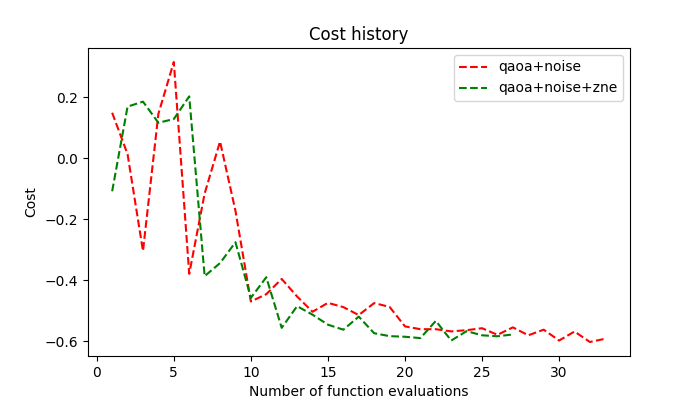 Cost history
qaoa+noise
qaoa+noise+zne
Cost
0.2
0.0
−0.2
−0.4
−0.6
0 5 10 15 20 25 30
Number of function evaluations